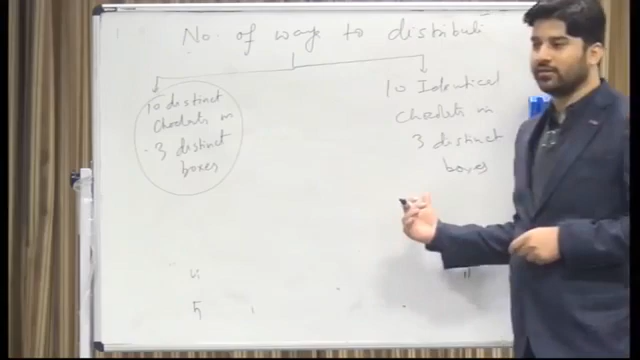 No. of ways to distribute
10 distinct
Chocolates in
3 distinct
boxes
10 Identical
Chocolates in
3 distinct
boxes